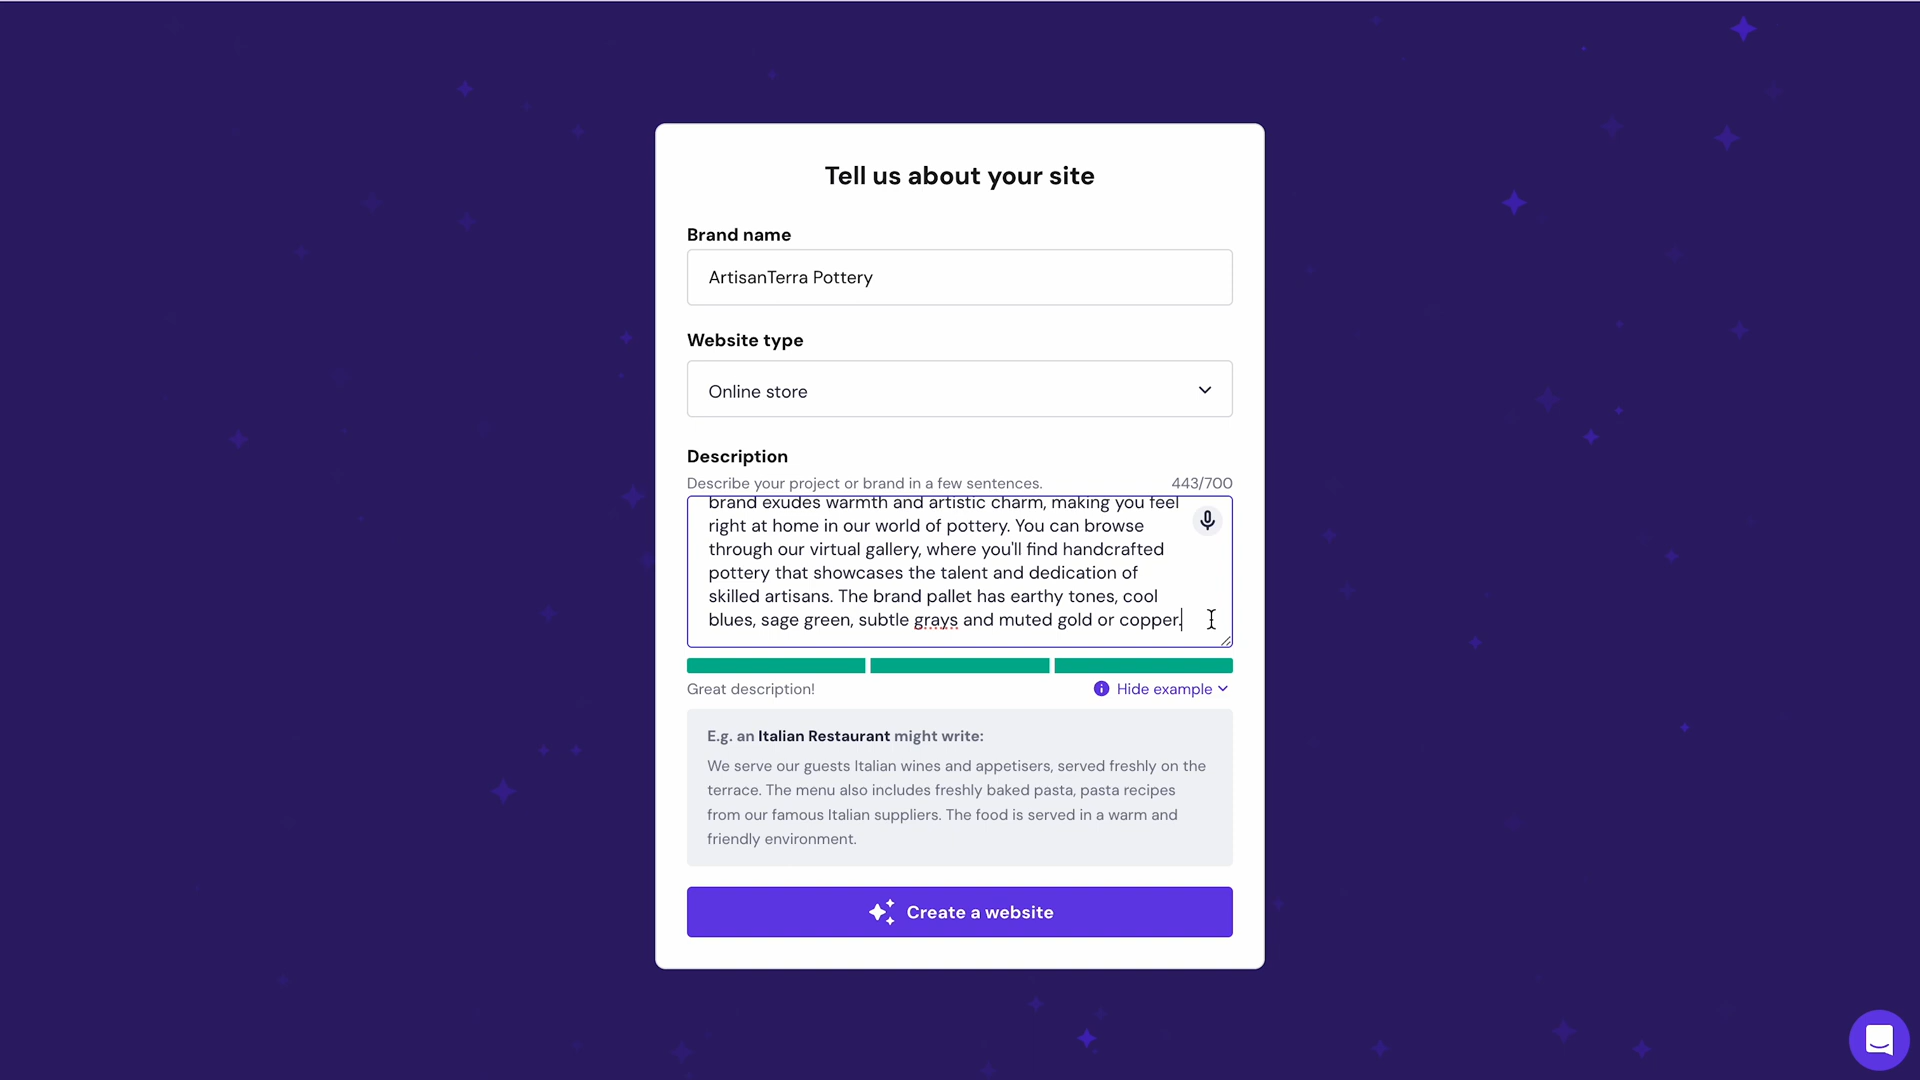 Tell us about your site
Brand name
ArtisanTerra Pottery
Website type
Online store
Description
Describe your project or brand in a few sentences. 443/700
brand exudes warmth and artistic charm, making you feel
right at home in our world of pottery. You can browse
through our virtual gallery, where you'll find handcrafted
pottery that showcases the talent and dedication of
skilled artisans. The brand pallet has earthy tones, cool
blues, sage green, subtle grays and muted gold or copper.
Great description! Hide example
E.g. an Italian Restaurant might write:
We serve our guests Italian wines and appetisers, served freshly on the
terrace. The menu also includes freshly baked pasta, pasta recipes
from our famous Italian suppliers. The food is served in a warm and
friendly environment.
Create a website